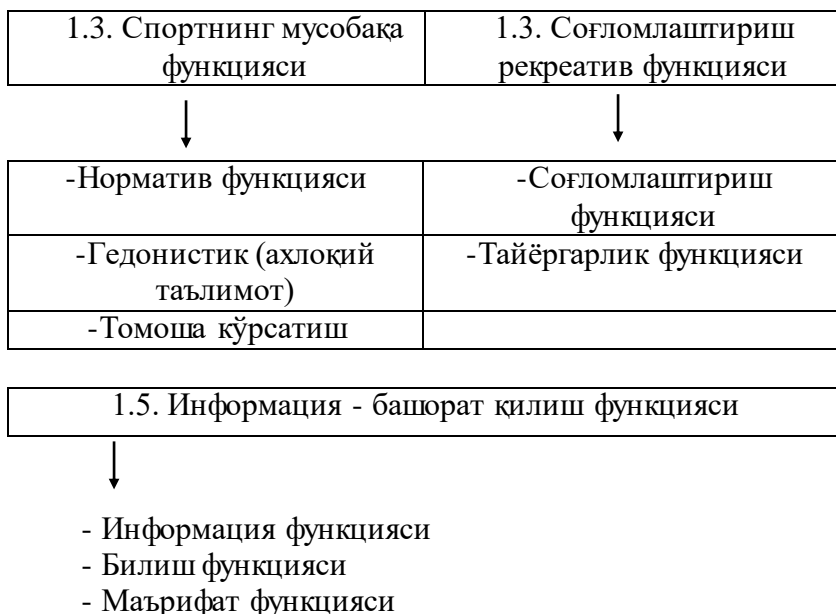 1.3. Спортнинг мусобақа
функцияси
1.3. Соғломлаштириш
рекреатив функцияси
-Норматив функцияси
-Соғломлаштириш
функцияси
-Гедонистик (ахлоқий
таълимот)
-Тайёргарлик функцияси
-Томоша кўрсатиш
1.5. Информация - башорат қилиш функцияси
- Информация функцияси
- Билиш функцияси
- Маърифат функцияси